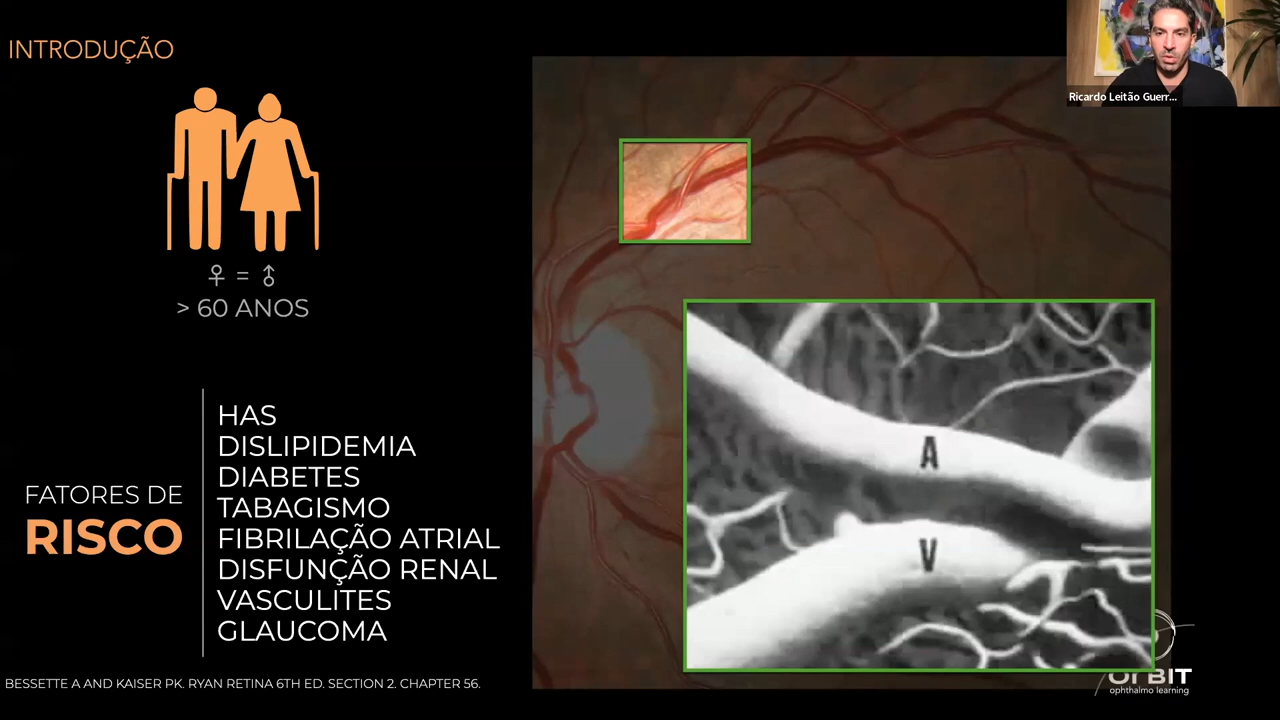 INTRODUÇÃO
Ricardo Leitão Guerr...
♀ = ♂
> 60 ANOS
FATORES DE
RISCO
HAS
DISLIPIDEMIA
DIABETES
TABAGISMO
FIBRILAÇÃO ATRIAL
DISFUNÇÃO RENAL
VASCULITES
GLAUCOMA
A
V
BESSETTE A AND KAISER PK. RYAN RETINA 6TH ED. SECTION 2. CHAPTER 56.
OrBIT
ophthalmo learning